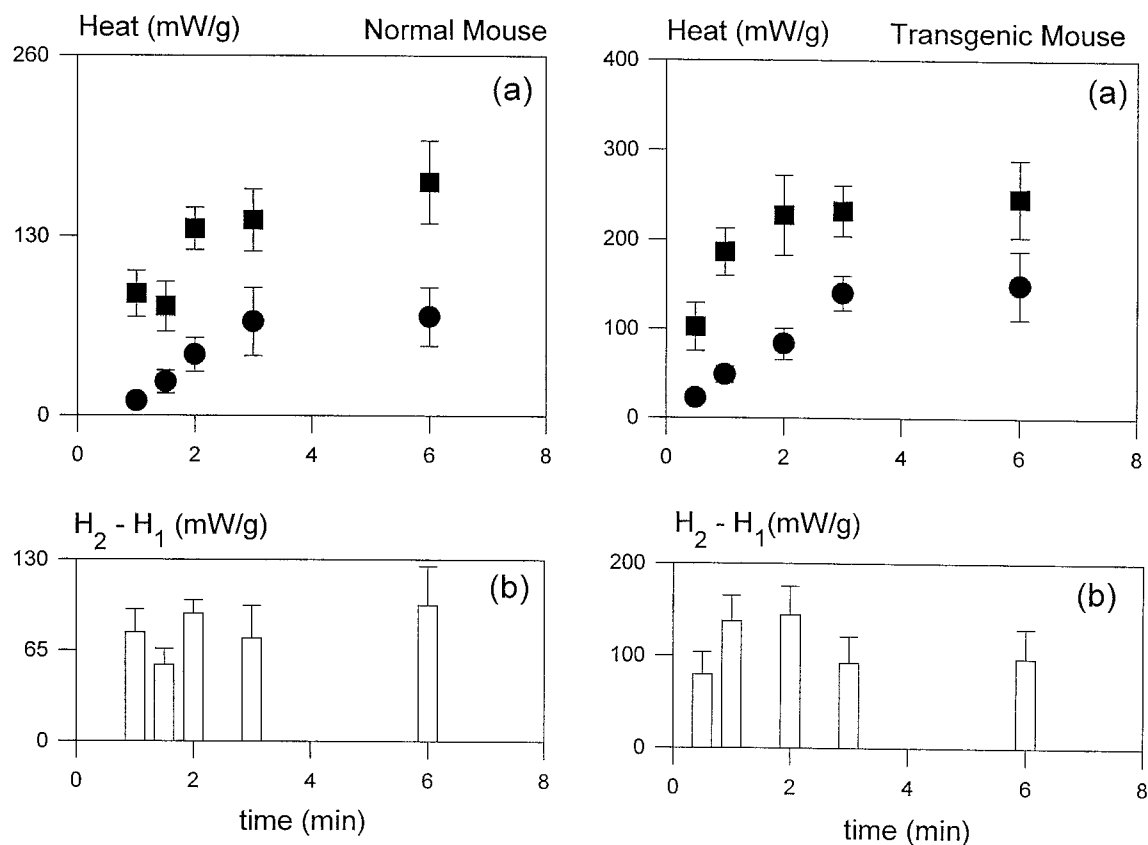 Heat (mW/g) Normal Mouse
260
(a)
130
0
0 2 4 6 8
H2 - H1 (mW/g)
130
(b)
65
0
0 2 4 6 8
time (min)
Heat (mW/g) Transgenic Mouse
400
(a)
300
200
100
0
0 2 4 6 8
H2 - H1(mW/g)
200
(b)
100
0
0 2 4 6 8
time (min)